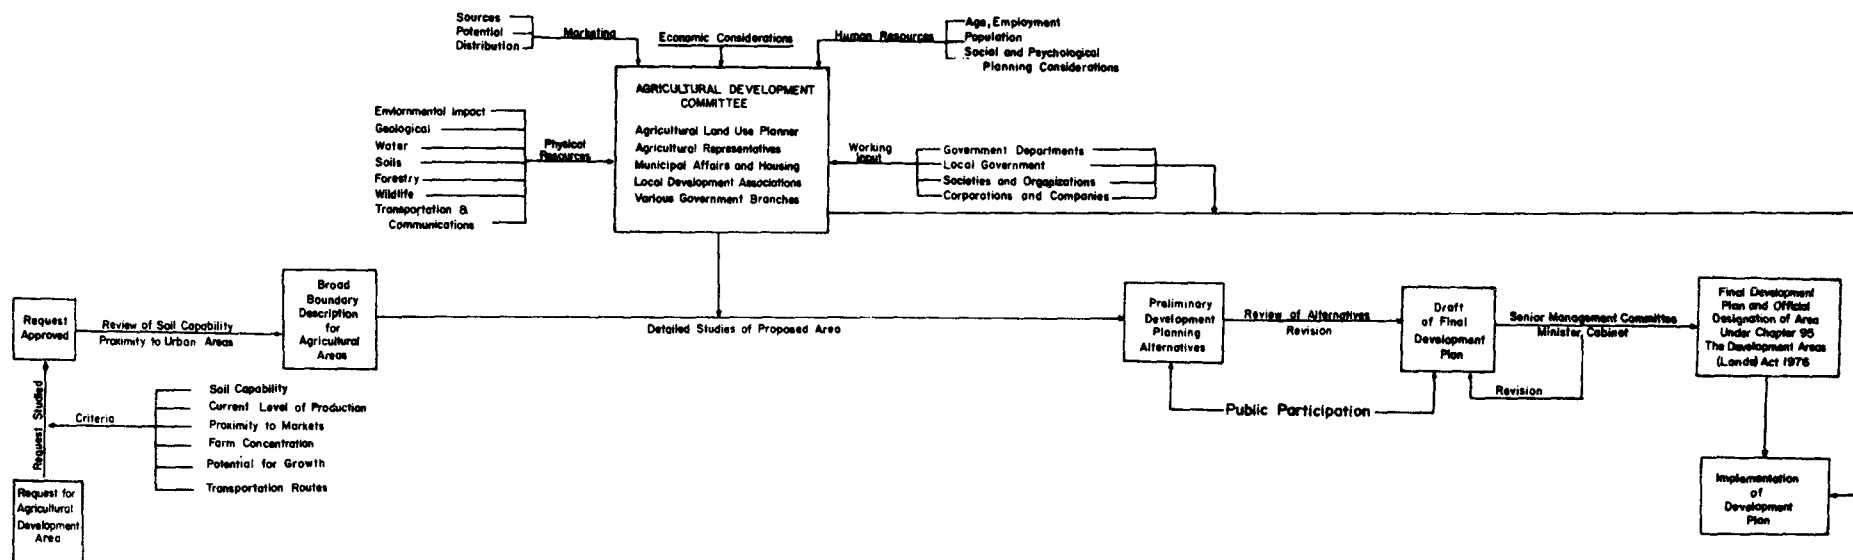 Sources
Potential
Distribution
Marketing
Economic Considerations
Human Resources
Age, Employment
Population
Social and Psychological
Planning Considerations
AGRICULTURAL DEVELOPMENT
COMMITTEE
Agricultural Land Use Planner
Agricultural Representatives
Municipal Affairs and Housing
Local Development Associations
Various Government Branches
Enviornmental Impact
Geological
Water
Soils
Forestry
Wildlife
Transportation &
Communications
Physical
Resources
Working
Input
Government Departments
Local Government
Societies and Orgapizations
Corporations and Companies
Request
Approved
Review of Soil Capability
Proximity to Urban Areas
Broad
Boundary
Description
for
Agricultural
Areas
Detailed Studies of Proposed Area
Preliminary
Development
Planning
Alternatives
Review of Alternatives
Revision
Draft
of Final
Development
Plan
Senior Management Committee
Minister, Cabinet
Revision
Final Development
Plan and Official
Designation of Area
Under Chapter 95
The Development Areas
(Lands) Act 1976
Public Participation
Request Studied
Criteria
Soil Capability
Current Level of Production
Proximity to Markets
Farm Concentration
Potential for Growth
Transportation Routes
Request for
Agricultural
Development
Area
Implementation
of
Development
Plan